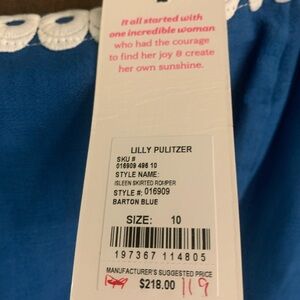 It all started with
one incredible woman
who had the courage
to find her joy & create
her own sunshine.
LILLY PULITZER
SKU #
016909 496 10
STYLE NAME:
ISLEEN SKIRTED ROMPER
STYLE #: 016909
BARTON BLUE
SIZE: 10
197367 114805
MANUFACTURER'S SUGGESTED PRICE
$218.00 119